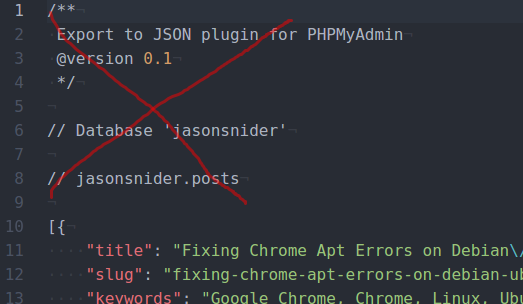 1 /**
2 Export to JSON plugin for PHPMyAdmin
3 @version 0.1
4 */
5
6 // Database 'jasonsnider'
7
8 // jasonsnider.posts
9
10 [{
11 "title": "Fixing Chrome Apt Errors on Debian\/
12 "slug": "fixing-chrome-apt-errors-on-debian-ub
13 "keywords": "Google Chrome, Chrome, Linux, Ubu